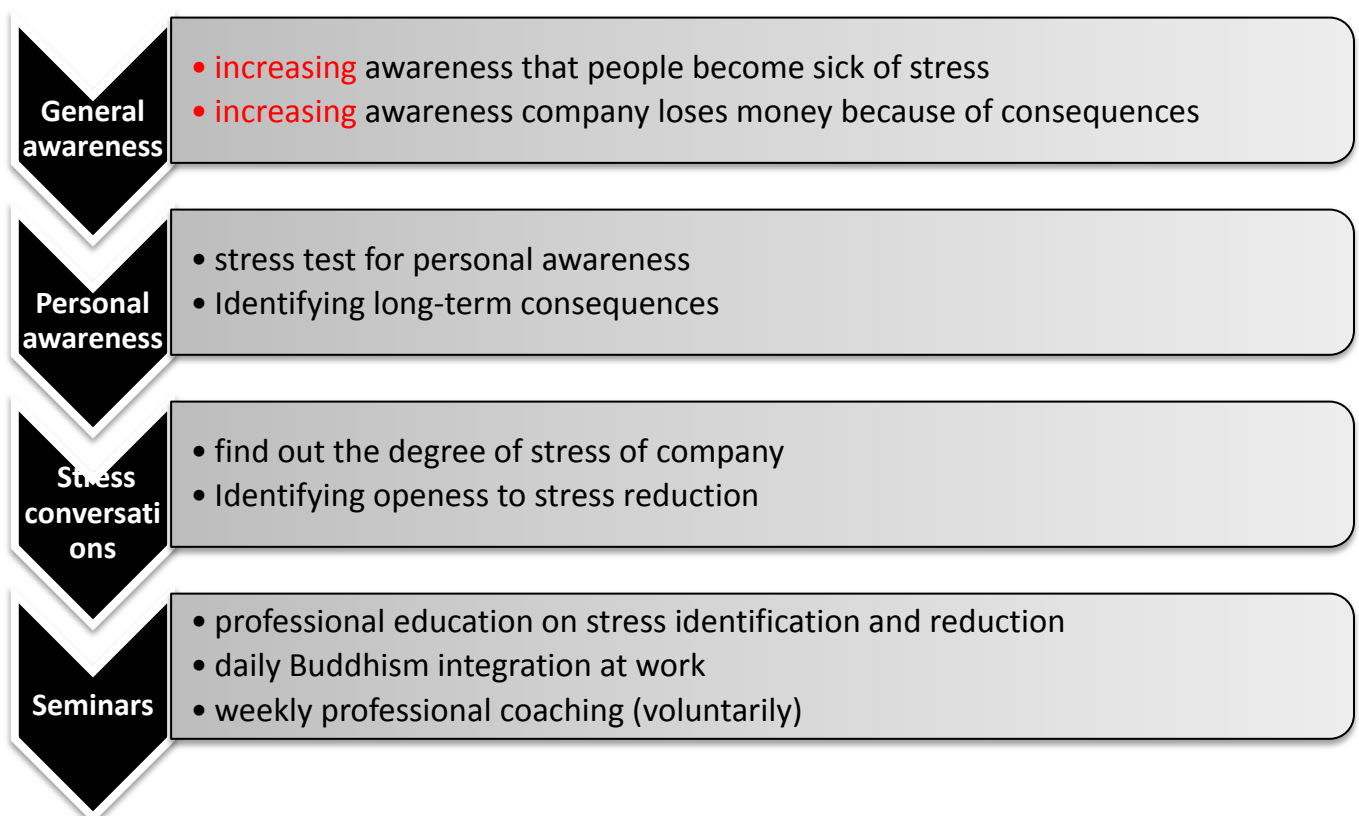 General
awareness
• increasing awareness that people become sick of stress
• increasing awareness company loses money because of consequences
Personal
awareness
• stress test for personal awareness
• Identifying long-term consequences
Stress
conversati
ons
• find out the degree of stress of company
• Identifying openess to stress reduction
Seminars
• professional education on stress identification and reduction
• daily Buddhism integration at work
• weekly professional coaching (voluntarily)